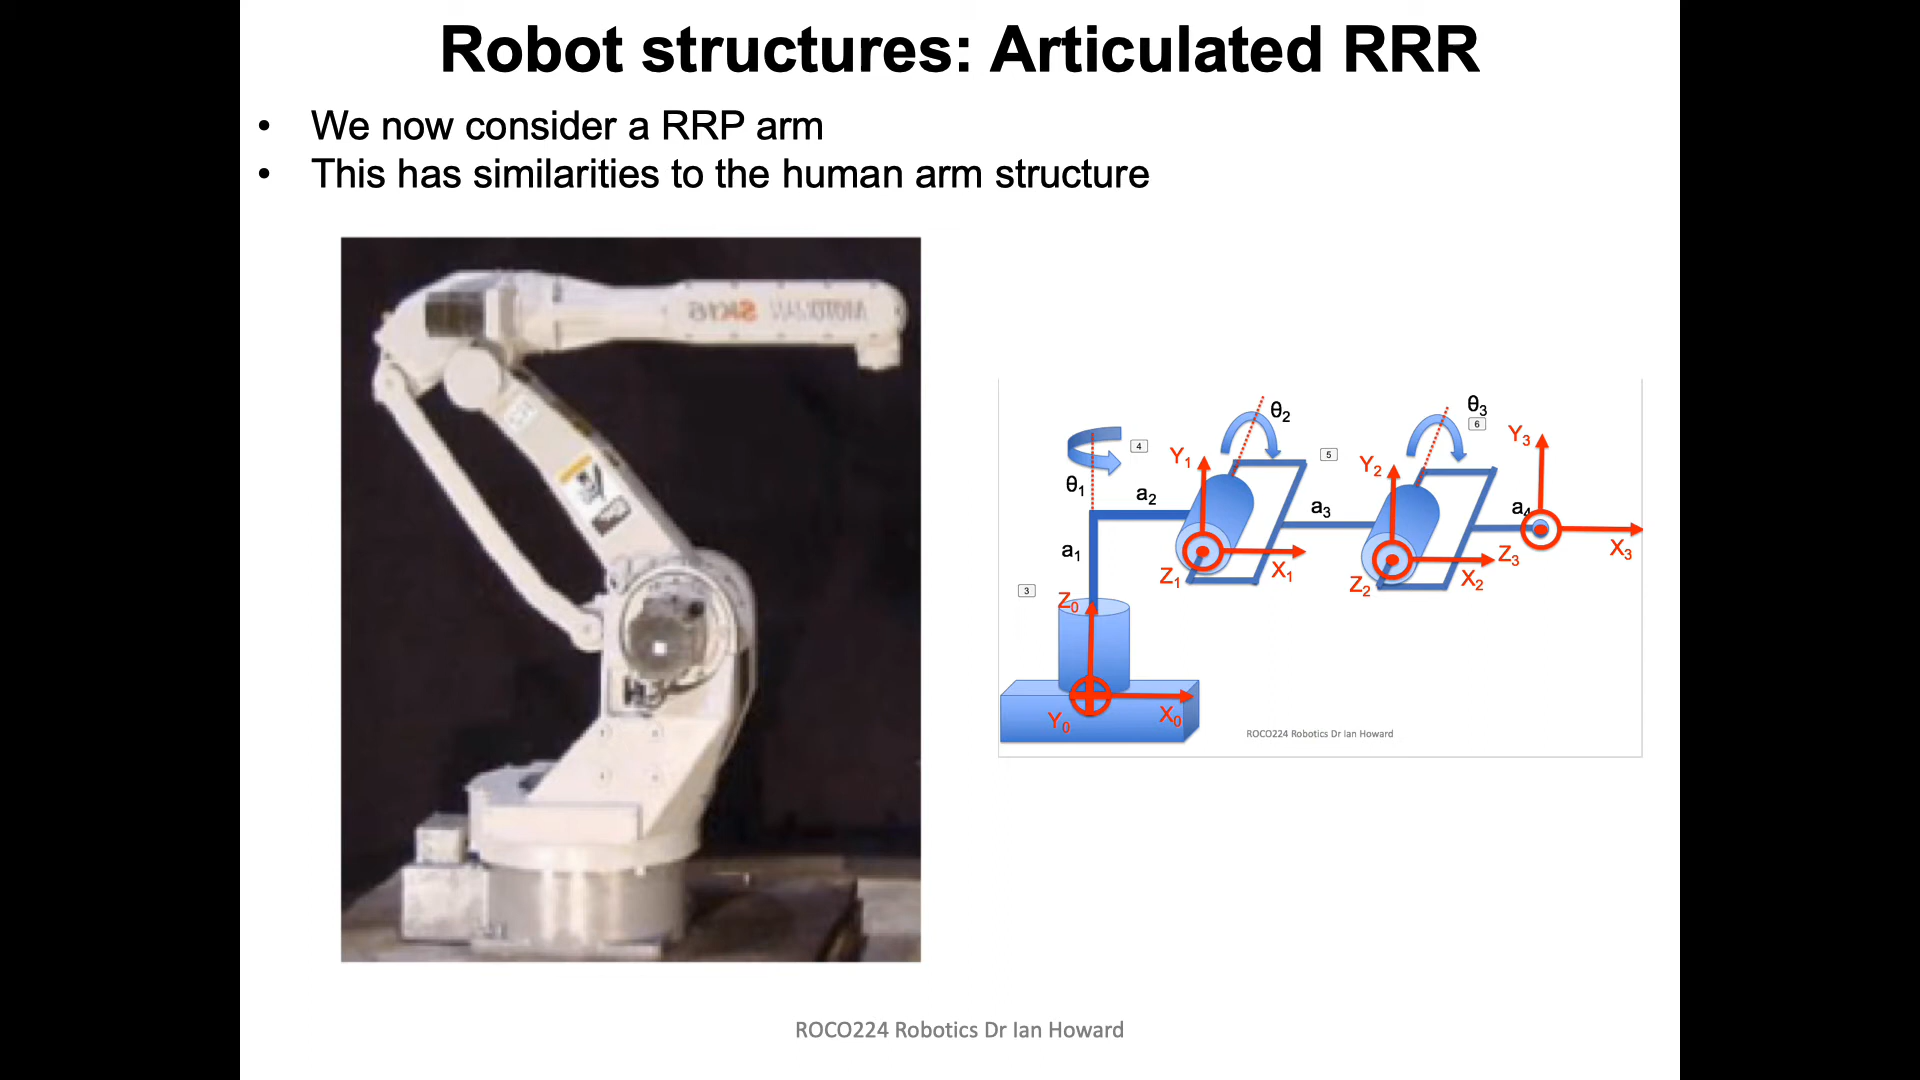 Robot structures: Articulated RRR
• We now consider a RRP arm
• This has similarities to the human arm structure
θ2
θ3
6
Y3
4
Y1
5
Y2
θ1
a2
a3
a4
a1
Z1
X1
Z2
X2
Z3
X3
3
Z0
Y0
X0
ROCO224 Robotics Dr Ian Howard
ROCO224 Robotics Dr Ian Howard